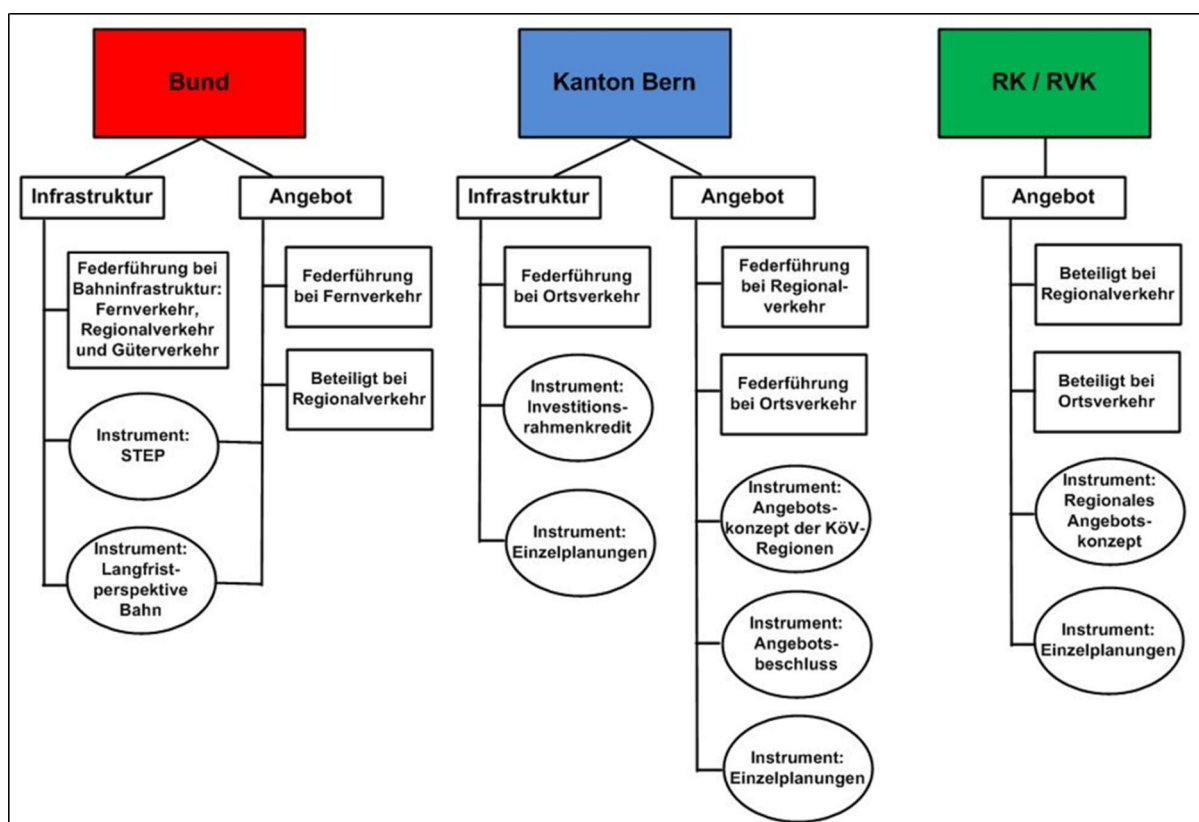 Bund
Infrastruktur
Angebot
Federführung bei
Bahninfrastruktur:
Fernverkehr,
Regionalverkehr
und Güterverkehr
Instrument:
STEP
Instrument:
Langfrist-
perspektive
Bahn
Federführung
bei Fernverkehr
Beteiligt bei
Regionalverkehr
Kanton Bern
Infrastruktur
Angebot
Federführung
bei Ortsverkehr
Instrument:
Investitions-
rahmenkredit
Instrument:
Einzelplanungen
Federführung
bei Regional-
verkehr
Federführung
bei Ortsverkehr
Instrument:
Angebots-
konzept der KöV-
Regionen
Instrument:
Angebots-
beschluss
Instrument:
Einzelplanungen
RK / RVK
Angebot
Beteiligt bei
Regionalverkehr
Beteiligt bei
Ortsverkehr
Instrument:
Regionales
Angebots-
konzept
Instrument:
Einzelplanungen